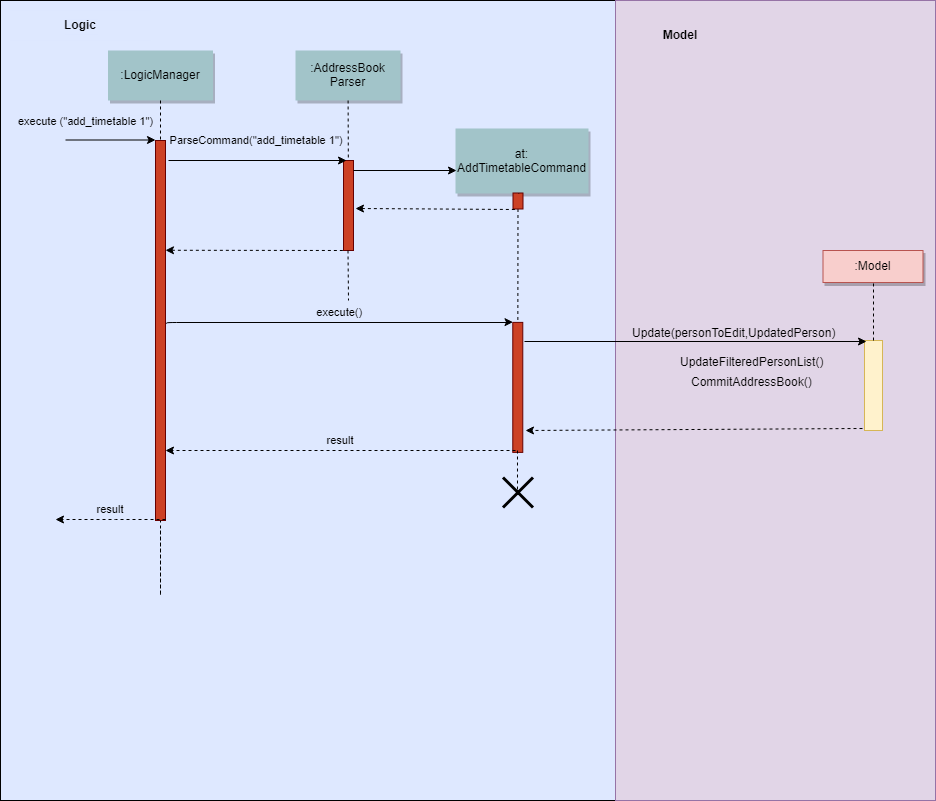 Logic
Model
:LogicManager
:AddressBook
Parser
execute ("add_timetable 1")
ParseCommand("add_timetable 1")
at:
AddTimetableCommand
:Model
execute()
Update(personToEdit,UpdatedPerson)
UpdateFilteredPersonList()
CommitAddressBook()
result
result